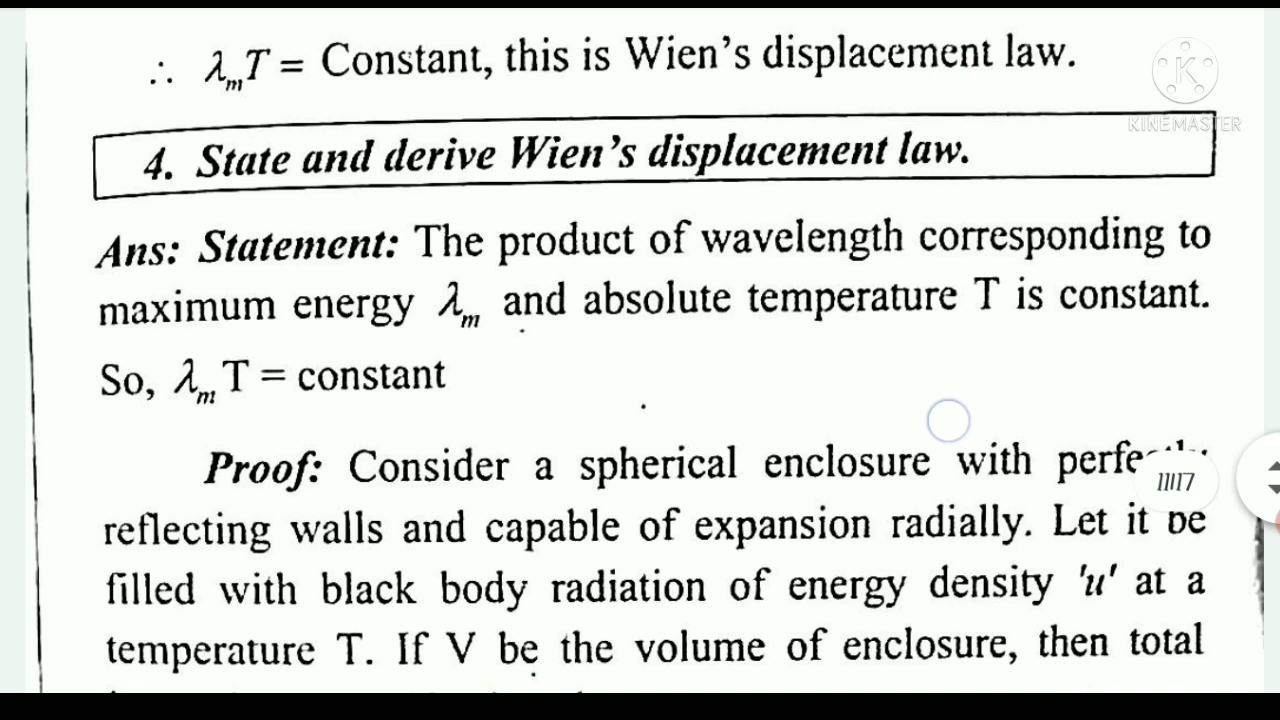 ∴ λₘT = Constant, this is Wien's displacement law.
K
KINEMASTER
4. State and derive Wien's displacement law.
Ans: Statement: The product of wavelength corresponding to
maximum energy λₘ and absolute temperature T is constant.
So, λₘ T = constant
Proof: Consider a spherical enclosure with
11/17
reflecting walls and capable of expansion radially. Let it be
filled with black body radiation of energy density 'u' at a
temperature T. If V be the volume of enclosure, then total